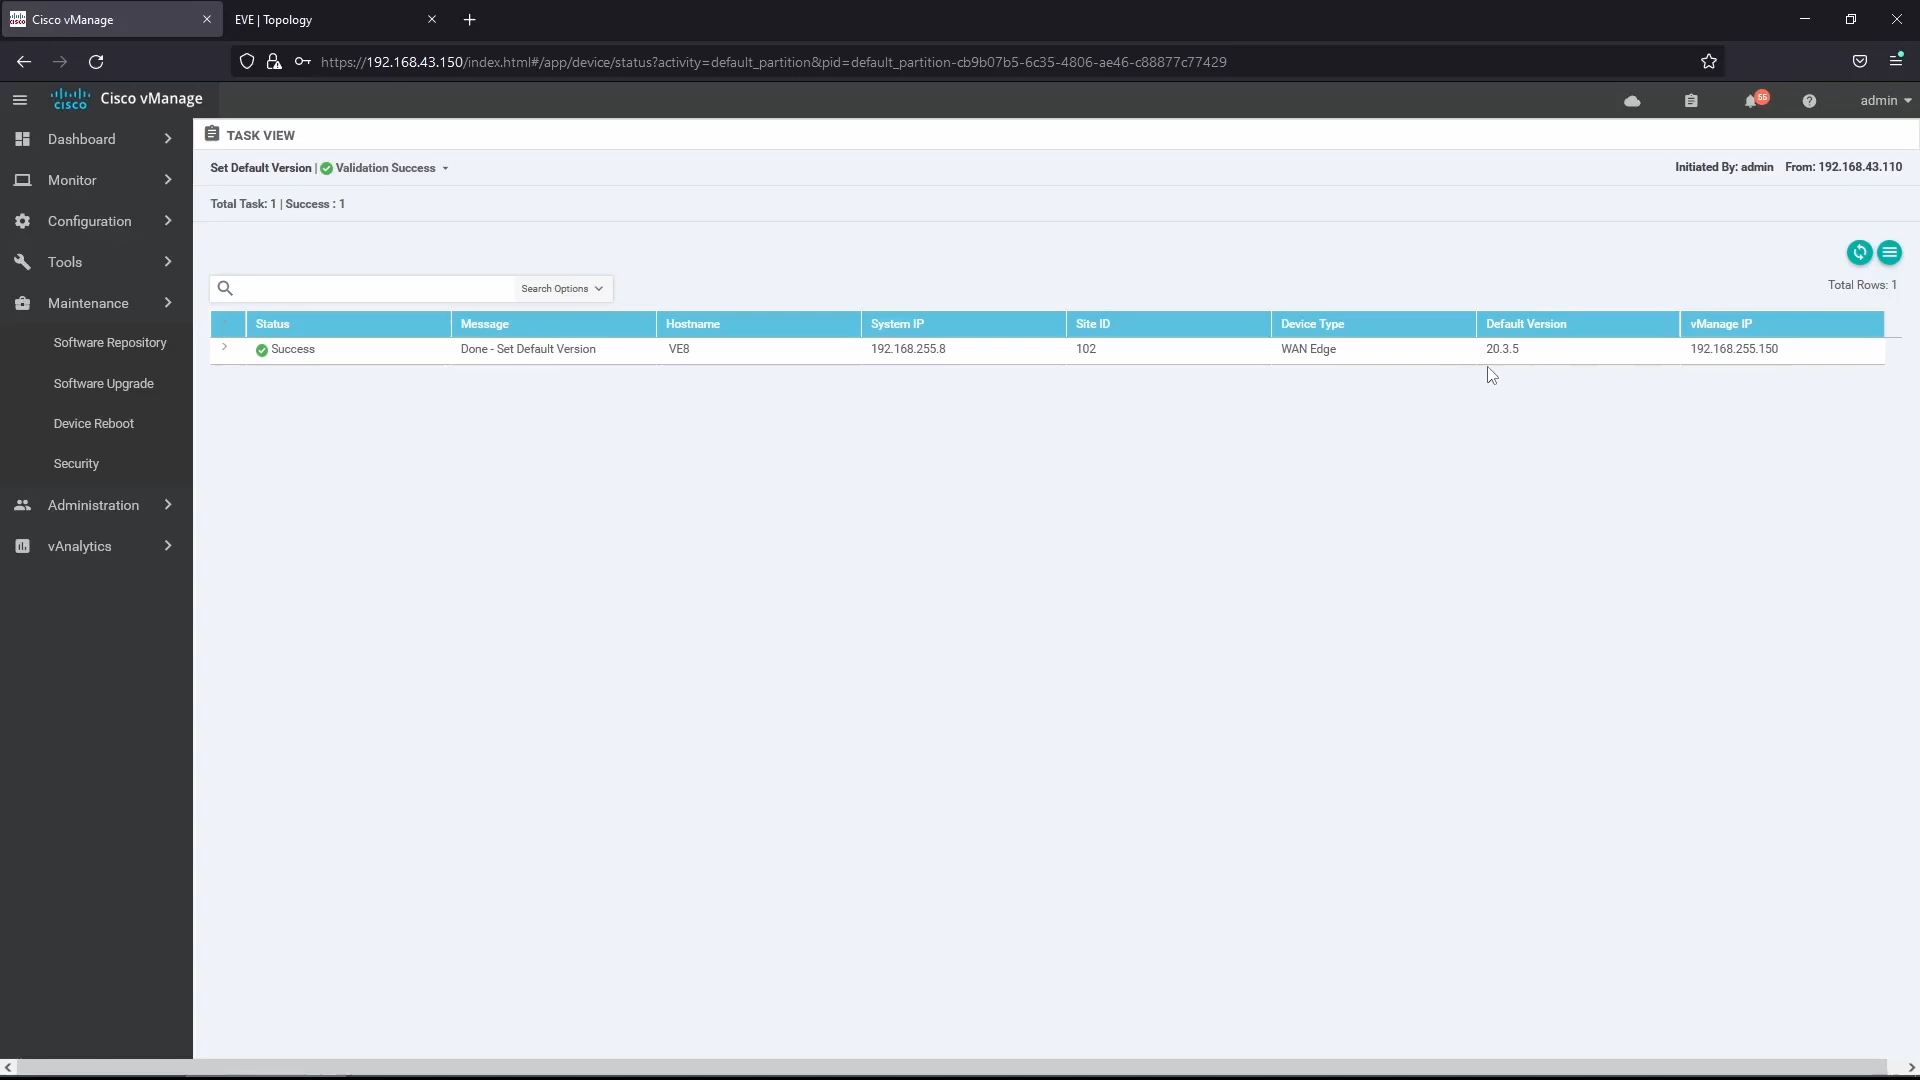 Cisco vManage
EVE | Topology
https://192.168.43.150/index.html#/app/device/status?activity=default_partition&pid=default_partition-cb9b07b5-6c35-4806-ae46-c88877c77429
cisco Cisco vManage
55
admin
Dashboard
Monitor
Configuration
Tools
Maintenance
Software Repository
Software Upgrade
Device Reboot
Security
Administration
vAnalytics
TASK VIEW
Set Default Version | Validation Success
Initiated By: admin From: 192.168.43.110
Total Task: 1 | Success : 1
Search Options
Total Rows: 1
Status Message Hostname System IP Site ID Device Type Default Version vManage IP
Success Done - Set Default Version VE8 192.168.255.8 102 WAN Edge 20.3.5 192.168.255.150